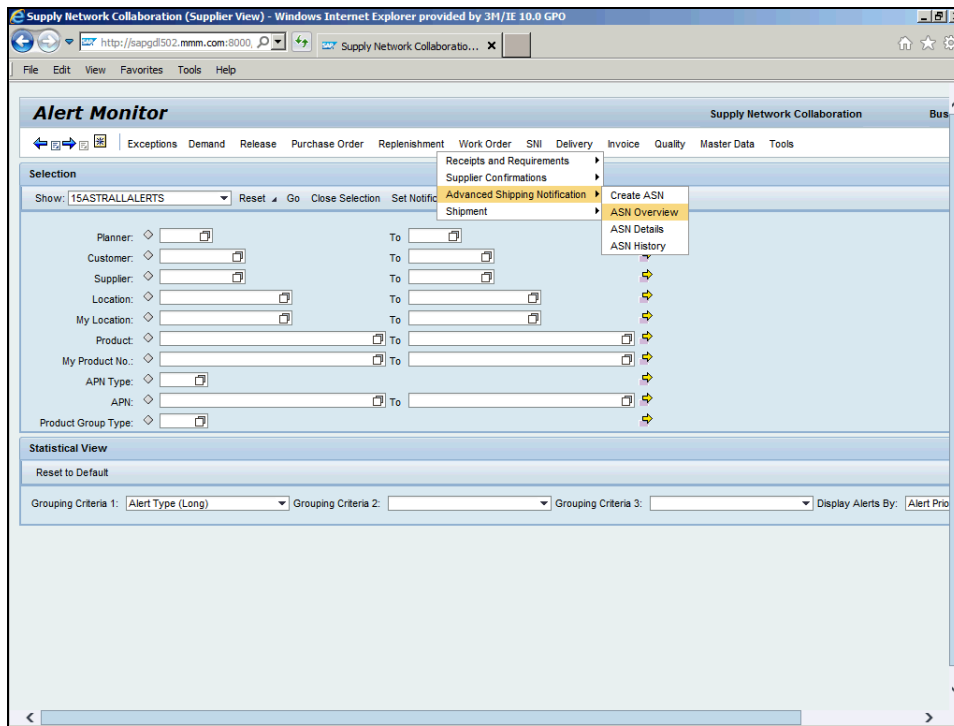 Supply Network Collaboration (Supplier View) - Windows Internet Explorer provided by 3M/IE 10.0 GPO
http://sapgdl502.mmm.com:8000, Supply Network Collaboratio...
File Edit View Favorites Tools Help
Alert Monitor Supply Network Collaboration Bus
Exceptions Demand Release Purchase Order Replenishment Work Order SNI Delivery Invoice Quality Master Data Tools
Receipts and Requirements
Selection
Supplier Confirmations
Show: 15ASTRALLALERTS Reset Go Close Selection Set Notific Advanced Shipping Notification Create ASN
Shipment ASN Overview
ASN Details
ASN History
Planner: To
Customer: To
Supplier: To
Location: To
My Location: To
Product: To
My Product No.: To
APN Type:
APN: To
Product Group Type:
Statistical View
Reset to Default
Grouping Criteria 1: Alert Type (Long) Grouping Criteria 2: Grouping Criteria 3: Display Alerts By: Alert Prio